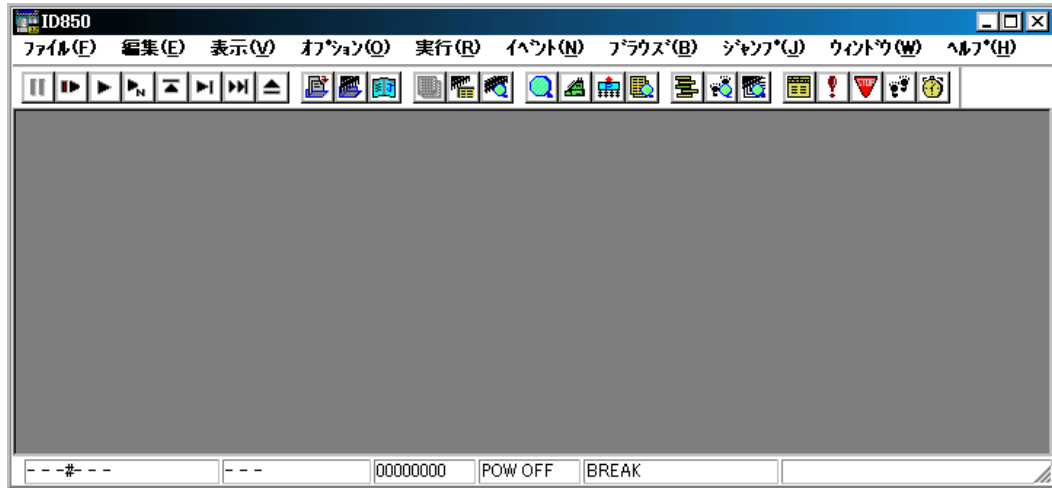 ID850
ﾌｧｲﾙ(F) 編集(E) 表示(V) ｵﾌﾟｼｮﾝ(O) 実行(R) ｲﾍﾞﾝﾄ(N) ﾌﾞﾗｳｽﾞ(B) ｼﾞｬﾝﾌﾟ(J) ｳｨﾝﾄﾞｳ(W) ﾍﾙﾌﾟ(H)
N
- - -#- - - - - - 00000000 POW OFF BREAK